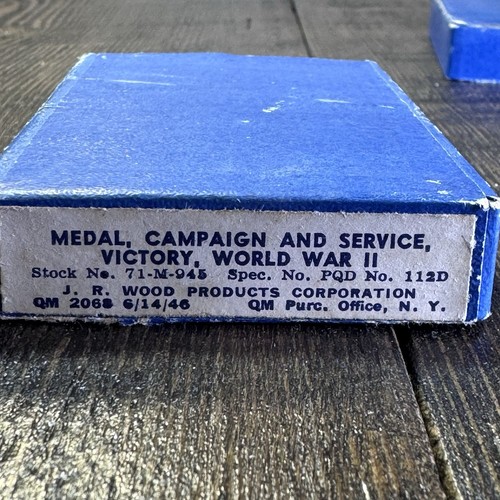 MEDAL, CAMPAIGN AND SERVICE,
VICTORY, WORLD WAR II
Stock No. 71-M-945 Spec. No. PQD No. 112D
J. R. WOOD PRODUCTS CORPORATION
QM 2068 6/14/46 QM Purc. Office, N. Y.